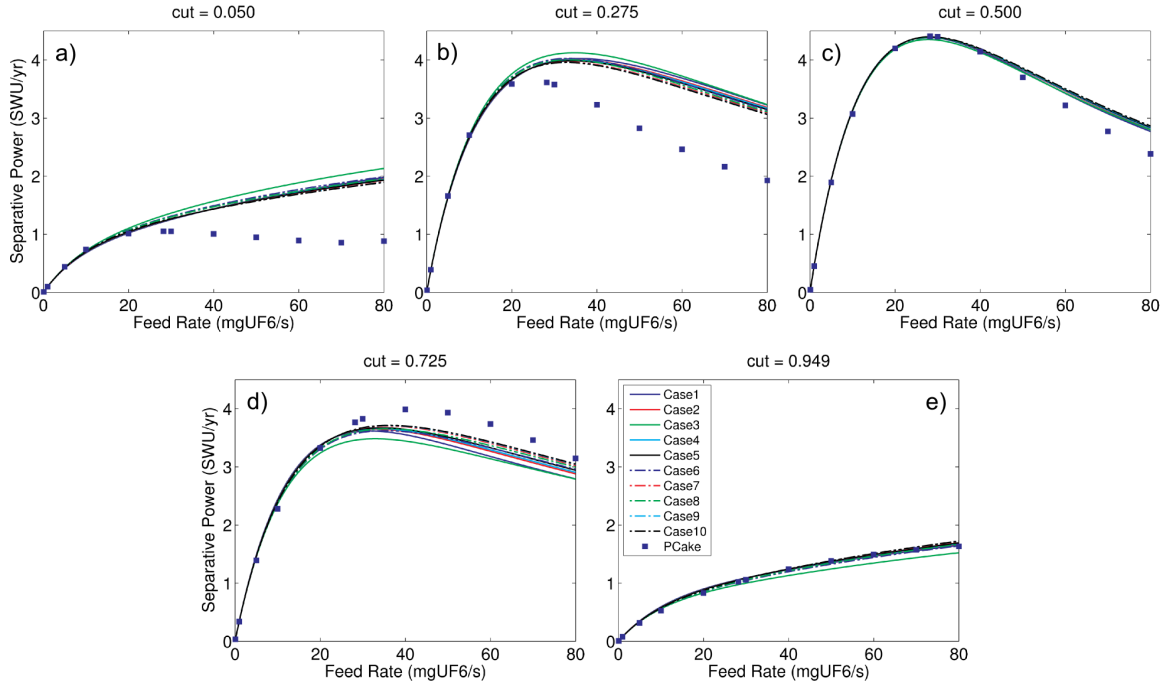 cut = 0.050
cut = 0.275
cut = 0.500
a)
b)
c)
Separative Power (SWU/yr)
4
3
2
1
0
4
3
2
1
0
4
3
2
1
0
0 20 40 60 80
0 20 40 60 80
0 20 40 60 80
Feed Rate (mgUF6/s)
Feed Rate (mgUF6/s)
Feed Rate (mgUF6/s)
cut = 0.725
cut = 0.949
d)
e)
Separative Power (SWU/yr)
4
3
2
1
0
4
3
2
1
0
Case1
Case2
Case3
Case4
Case5
Case6
Case7
Case8
Case9
Case10
PCake
0 20 40 60 80
0 20 40 60 80
Feed Rate (mgUF6/s)
Feed Rate (mgUF6/s)